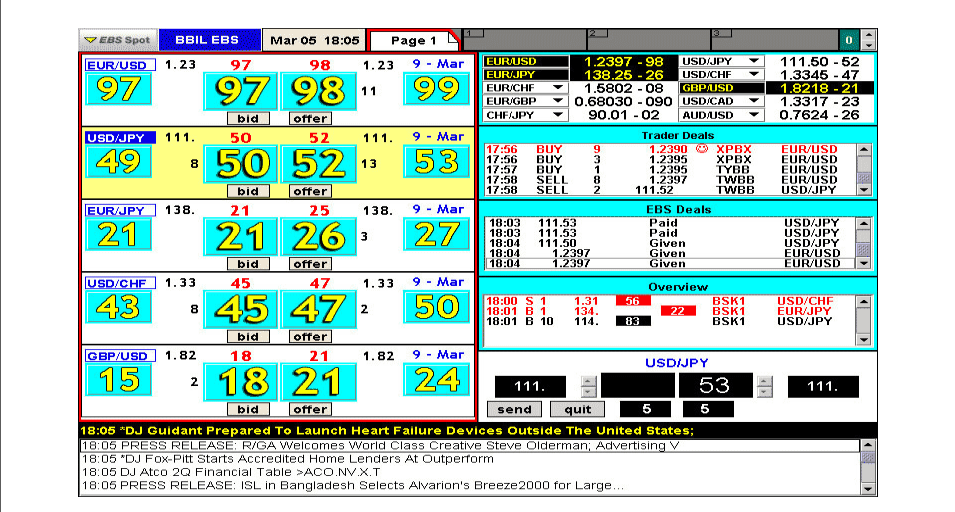 EBS Spot BBIL EBS Mar 05 18:05 Page 1 1 2 3 0
EUR/USD 1.23 97 98 1.23 9 - Mar
97 97 98 11 99
bid offer
USD/JPY 111. 50 52 111. 9 - Mar
49 8 50 52 13 53
bid offer
EUR/JPY 138. 21 25 138. 9 - Mar
21 21 26 3 27
bid offer
USD/CHF 1.33 45 47 1.33 9 - Mar
43 8 45 47 2 50
bid offer
GBP/USD 1.82 18 21 1.82 9 - Mar
15 2 18 21 24
bid offer
EUR/USD 1.2397 - 98 USD/JPY 111.50 - 52
EUR/JPY 138.25 - 26 USD/CHF 1.3345 - 47
EUR/CHF 1.5802 - 08 GBP/USD 1.8218 - 21
EUR/GBP 0.68030 - 090 USD/CAD 1.3317 - 23
CHF/JPY 90.01 - 02 AUD/USD 0.7624 - 26
Trader Deals
17:56 BUY 9 1.2390 XPBX EUR/USD
17:56 BUY 3 1.2395 XPBX EUR/USD
17:57 BUY 1 1.2395 TYBB EUR/USD
17:58 SELL 8 1.2397 TWBB EUR/USD
17:58 SELL 2 111.52 TWBB USD/JPY
EBS Deals
18:03 111.53 Paid USD/JPY
18:03 111.53 Paid USD/JPY
18:04 111.50 Given USD/JPY
18:04 1.2397 Given EUR/USD
18:04 1.2397 Given EUR/USD
Overview
18:00 S 1 1.31 56 BSK1 USD/CHF
18:01 B 1 134. 22 BSK1 EUR/JPY
18:01 B 10 114. 83 BSK1 USD/JPY
USD/JPY
111. 53 111.
send quit 5 5
18:05 *DJ Guidant Prepared To Launch Heart Failure Devices Outside The United States;
18:05 PRESS RELEASE: R/GA Welcomes World Class Creative Steve Olderman; Advertising V
18:05 *DJ Fox-Pitt Starts Accredited Home Lenders At Outperform
18:05 DJ Atco 2Q Financial Table >ACO.NV.X.T
18:05 PRESS RELEASE: ISL in Bangladesh Selects Alvarion's Breeze2000 for Large...